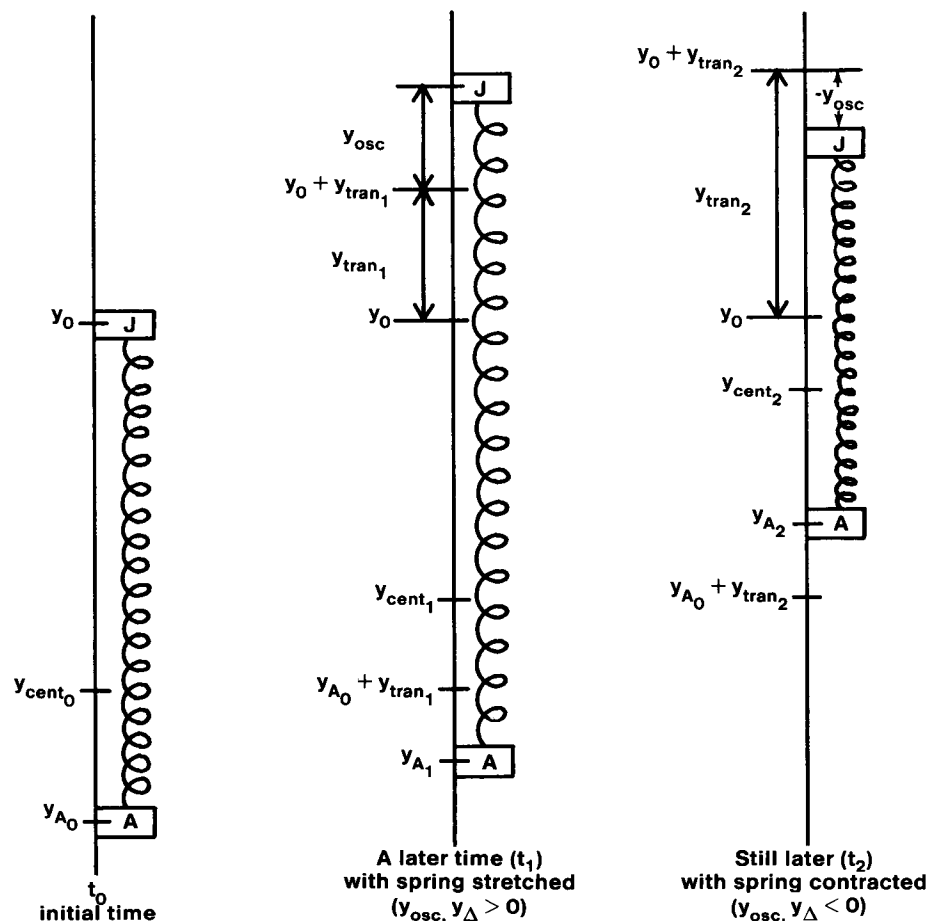 y₀
J
y_cent₀
y_A₀
A
t₀
initial time
J
y_osc
y₀ + y_tran₁
y_tran₁
y₀
y_cent₁
y_A₀ + y_tran₁
y_A₁
A
A later time (t₁)
with spring stretched
(y_osc, y_Δ > 0)
y₀ + y_tran₂
-y_osc
J
y_tran₂
y₀
y_cent₂
y_A₂
A
y_A₀ + y_tran₂
Still later (t₂)
with spring contracted
(y_osc, y_Δ < 0)